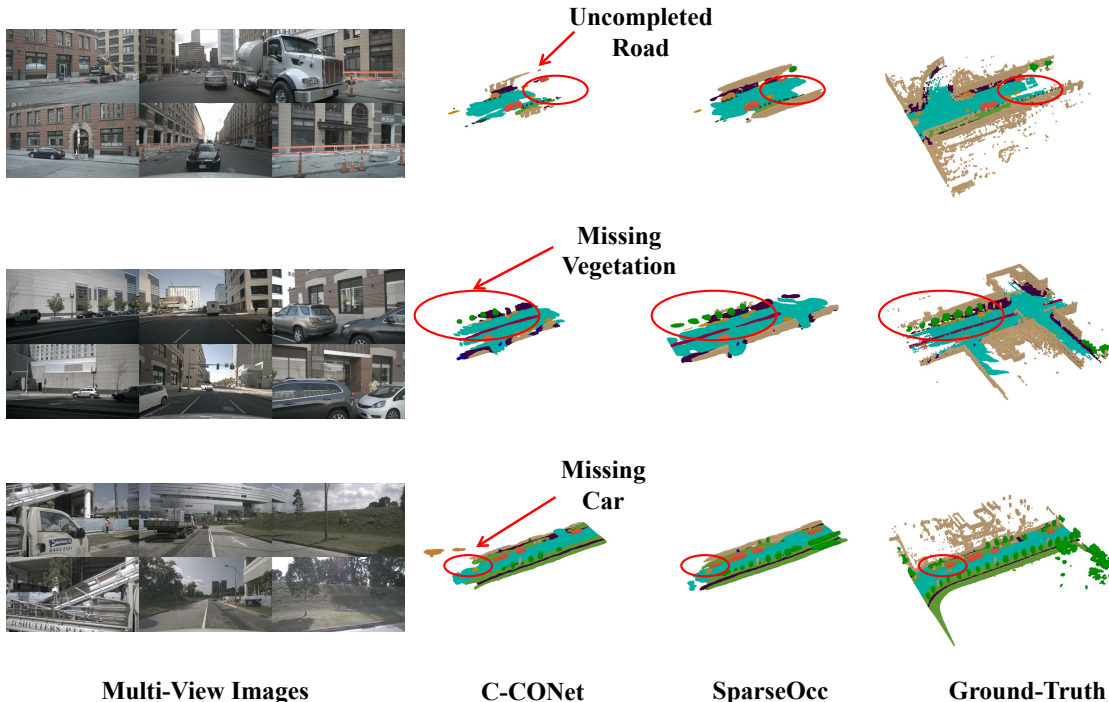 Uncompleted
Road
Missing
Vegetation
Missing
Car
Multi-View Images
C-CONet
SparseOcc
Ground-Truth